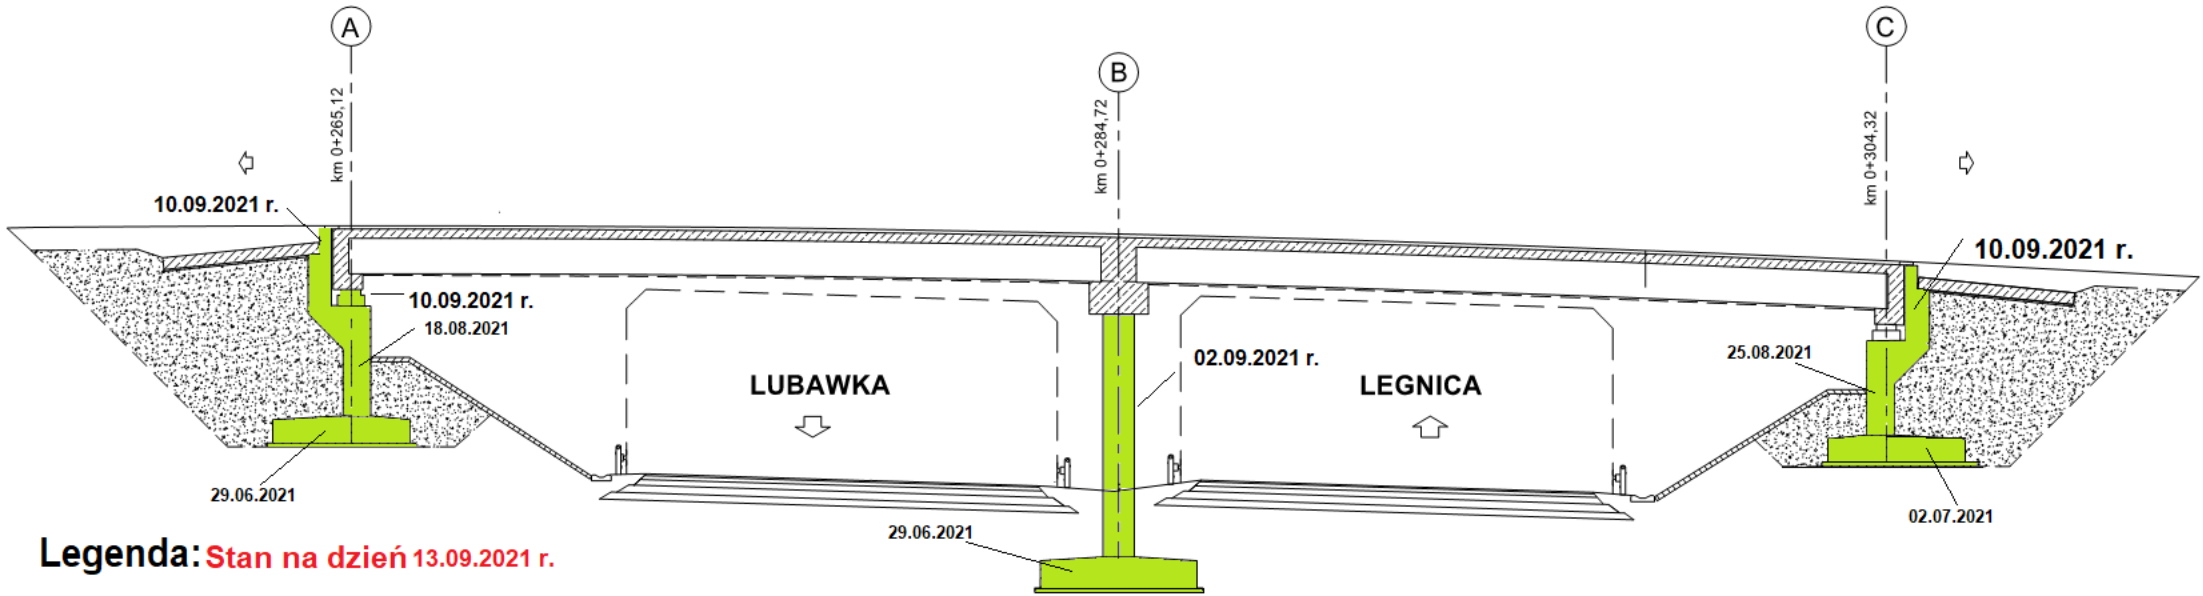 A
B
C
km 0+265,12
km 0+284,72
km 0+304,32
10.09.2021 r.
10.09.2021 r.
10.09.2021 r.
18.08.2021
02.09.2021 r.
25.08.2021
LUBAWKA
LEGNICA
29.06.2021
02.07.2021
29.06.2021
Legenda: Stan na dzień 13.09.2021 r.